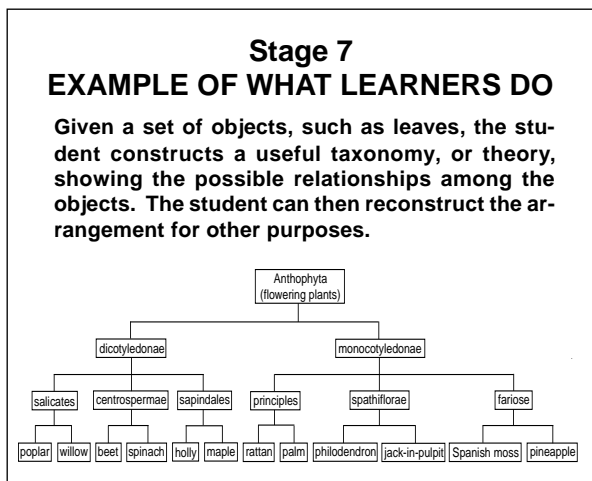 Stage 7
EXAMPLE OF WHAT LEARNERS DO
Given a set of objects, such as leaves, the stu-
dent constructs a useful taxonomy, or theory,
showing the possible relationships among the
objects. The student can then reconstruct the ar-
rangement for other purposes.
Anthophyta
(flowering plants)
dicotyledonae monocotyledonae
salicates centrospermae sapindales principles spathiflorae fariose
poplar willow beet spinach holly maple rattan palm philodendron jack-in-pulpit Spanish moss pineapple